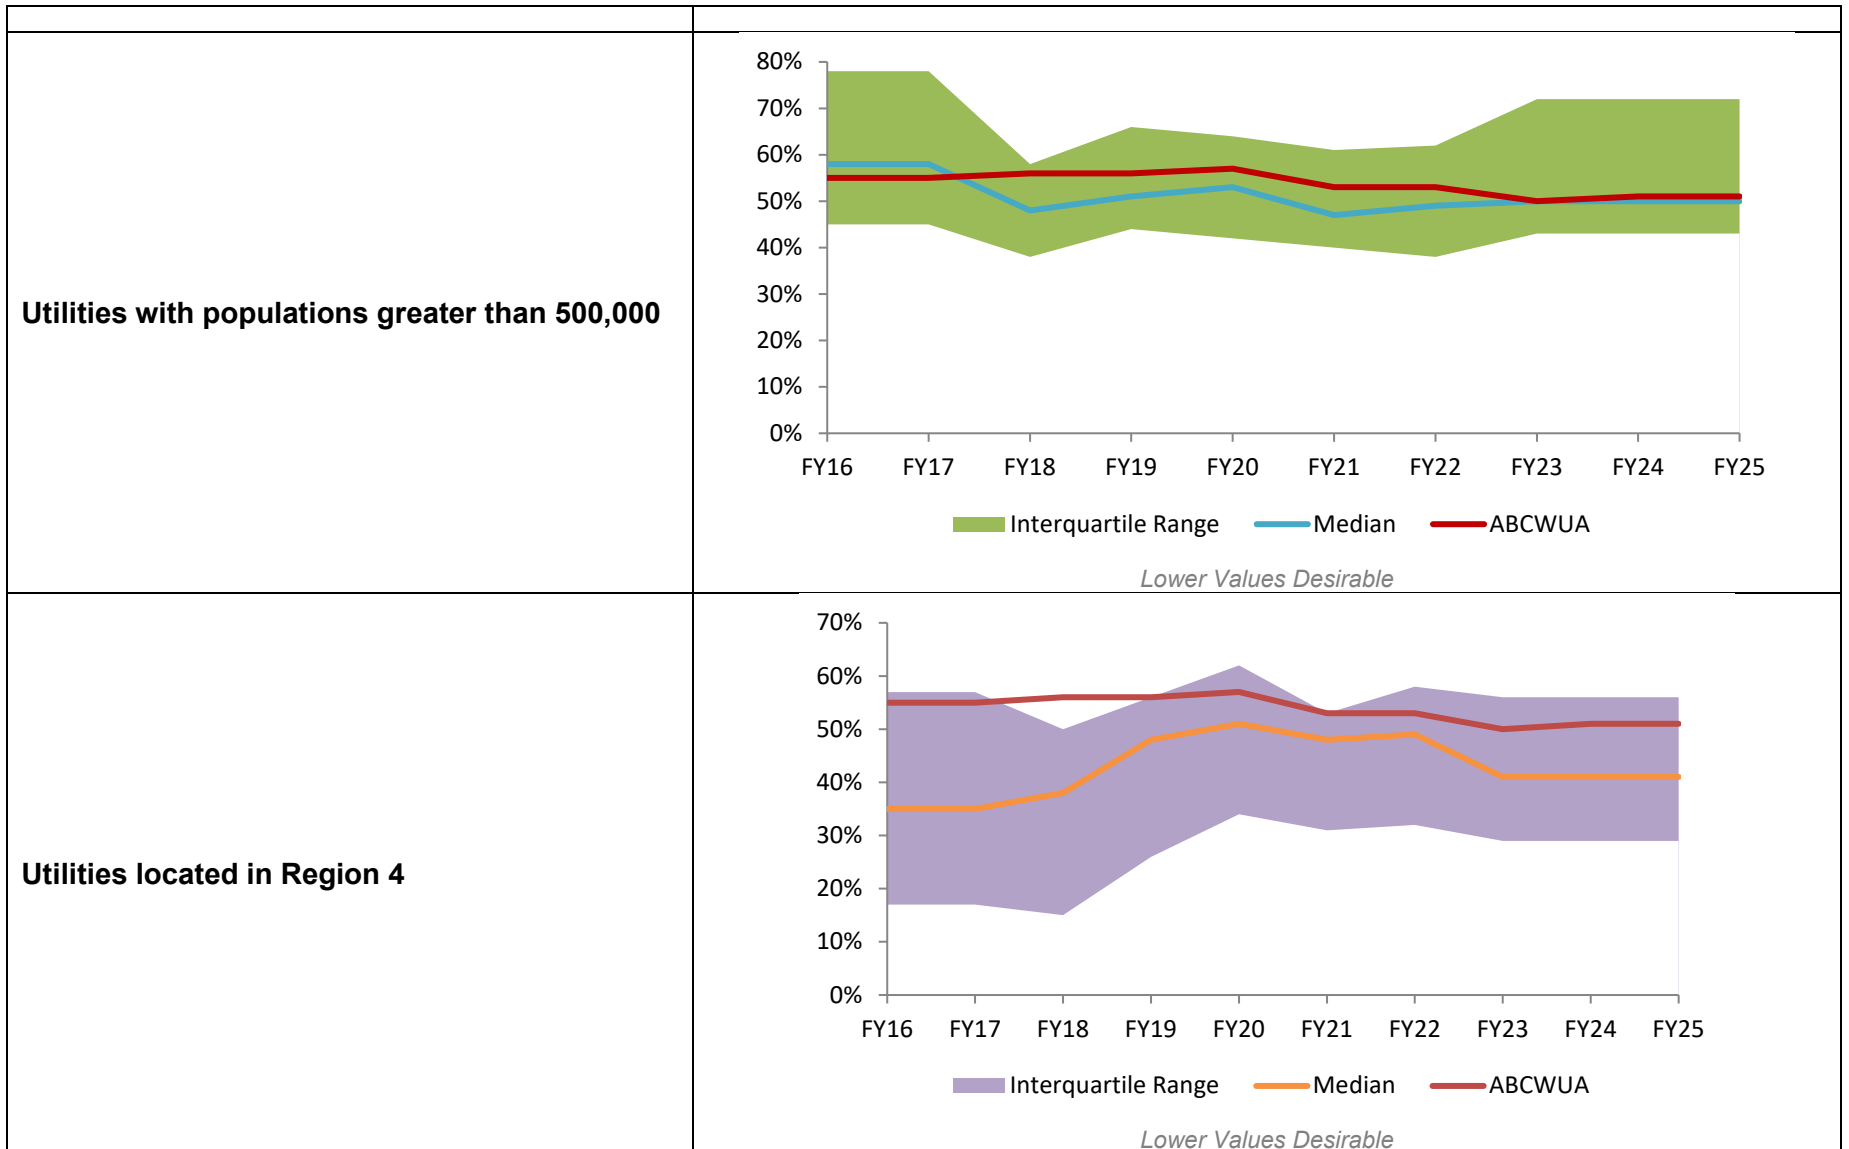 80%
70%
60%
50%
40%
30%
20%
10%
0%
FY16 FY17 FY18 FY19 FY20 FY21 FY22 FY23 FY24 FY25
Utilities with populations greater than 500,000
Interquartile Range Median ABCWUA
Lower Values Desirable
70%
60%
50%
40%
30%
20%
10%
0%
FY16 FY17 FY18 FY19 FY20 FY21 FY22 FY23 FY24 FY25
Utilities located in Region 4
Interquartile Range Median ABCWUA
Lower Values Desirable